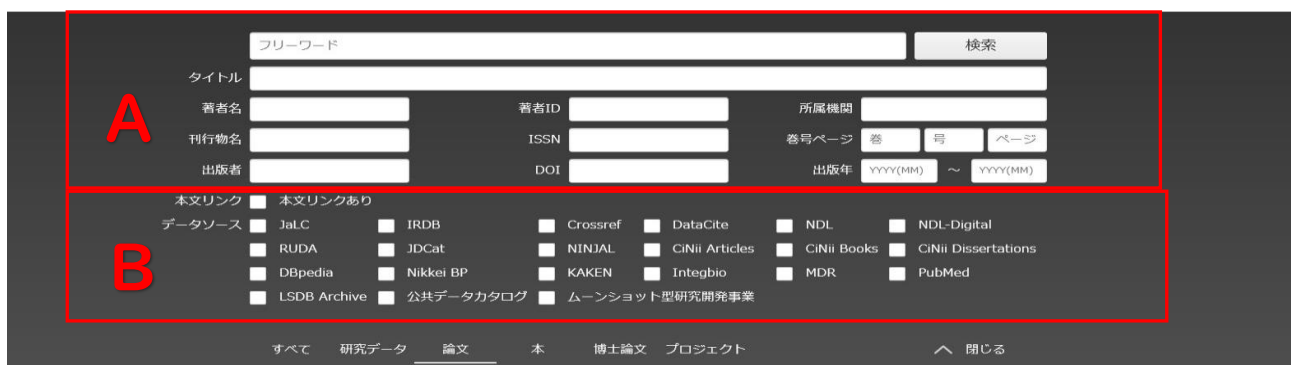 フリーワード 検索
タイトル
A
著者名 著者ID 所属機関
刊行物名 ISSN 巻号ページ 巻 号 ページ
出版者 DOI 出版年 YYYY(MM) ~ YYYY(MM)
本文リンク 本文リンクあり
データソース JaLC IRDB Crossref DataCite NDL NDL-Digital
B
RUDA JDCat NINJAL CiNii Articles CiNii Books CiNii Dissertations
DBpedia Nikkei BP KAKEN Integbio MDR PubMed
LSDB Archive 公共データカタログ ムーンショット型研究開発事業
すべて 研究データ 論文 本 博士論文 プロジェクト 閉じる